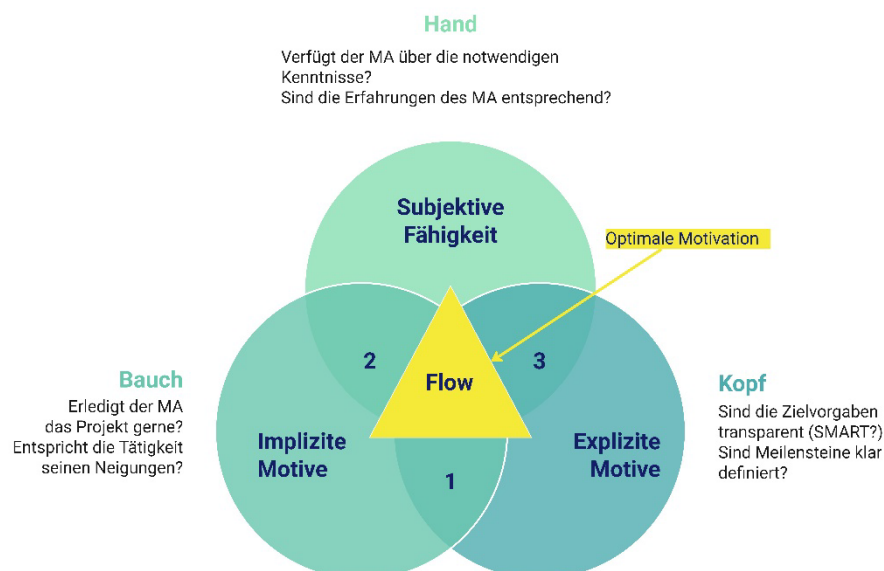 Hand
Verfügt der MA über die notwendigen
Kenntnisse?
Sind die Erfahrungen des MA entsprechend?
Subjektive
Fähigkeit
Optimale Motivation
2
Flow
3
Bauch
Erledigt der MA
das Projekt gerne?
Entspricht die Tätigkeit
seinen Neigungen?
Implizite
Motive
1
Explizite
Motive
Kopf
Sind die Zielvorgaben
transparent (SMART?)
Sind Meilensteine klar
definiert?